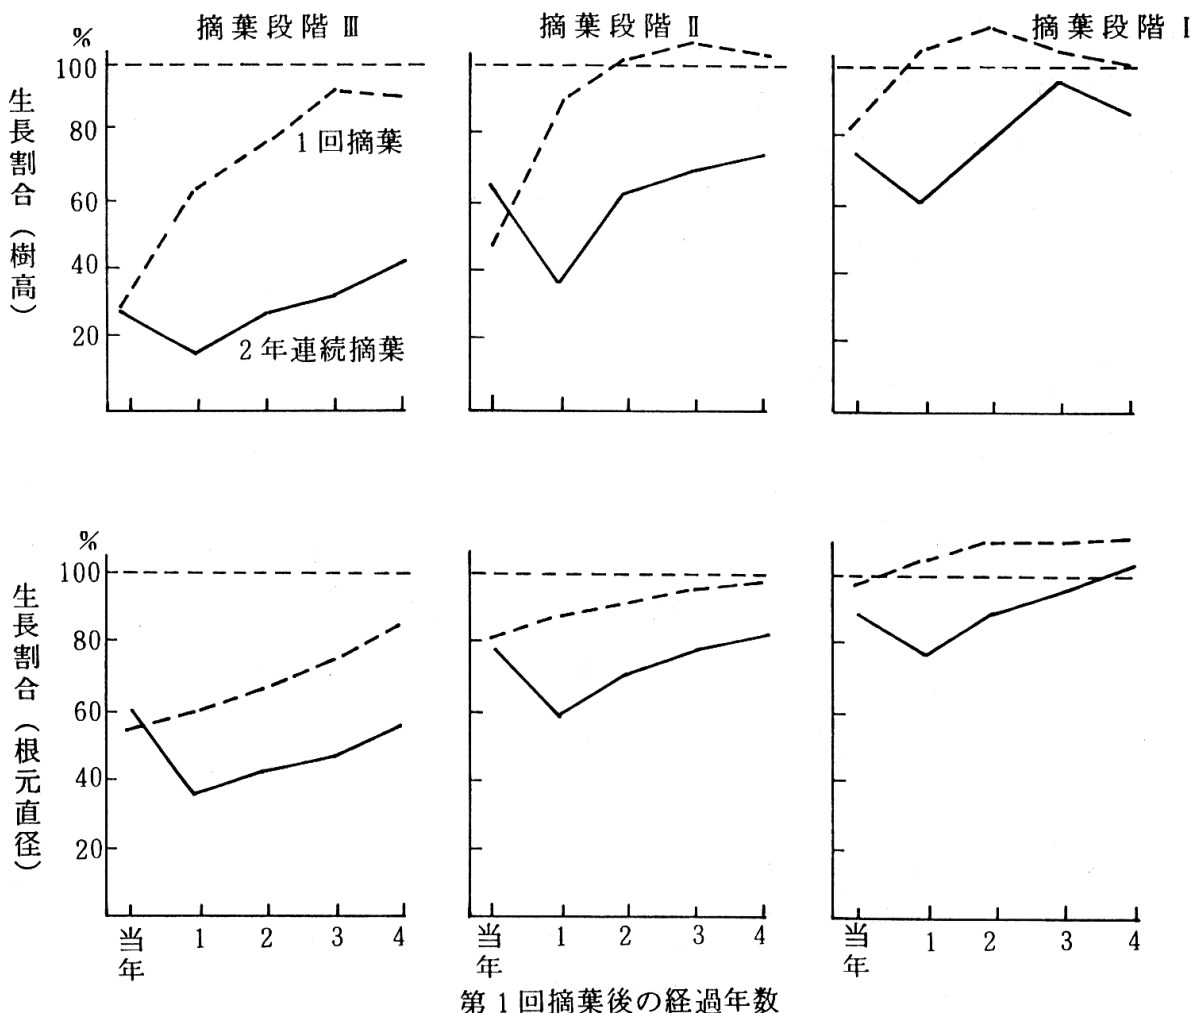 摘葉段階 Ⅲ
摘葉段階 Ⅱ
摘葉段階 Ⅰ
生長割合（樹高）
%
100
80
60
40
20
1回摘葉
2年連続摘葉
生長割合（根元直径）
%
100
80
60
40
20
当年 1 2 3 4
当年 1 2 3 4
当年 1 2 3 4
第1回摘葉後の経過年数